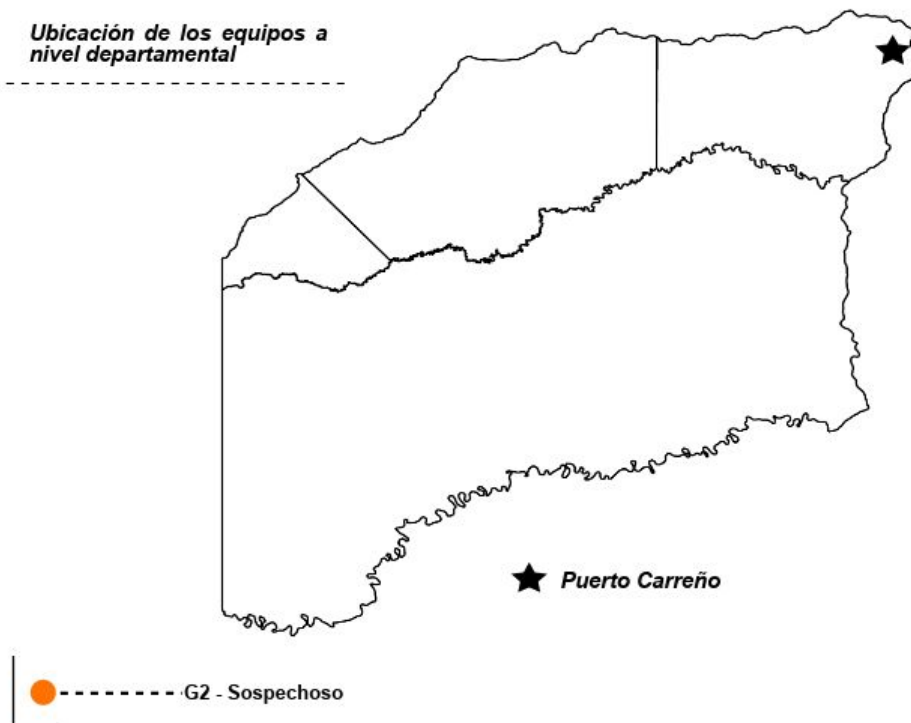 Ubicación de los equipos a
nivel departamental
Puerto Carreño
G2 - Sospechoso